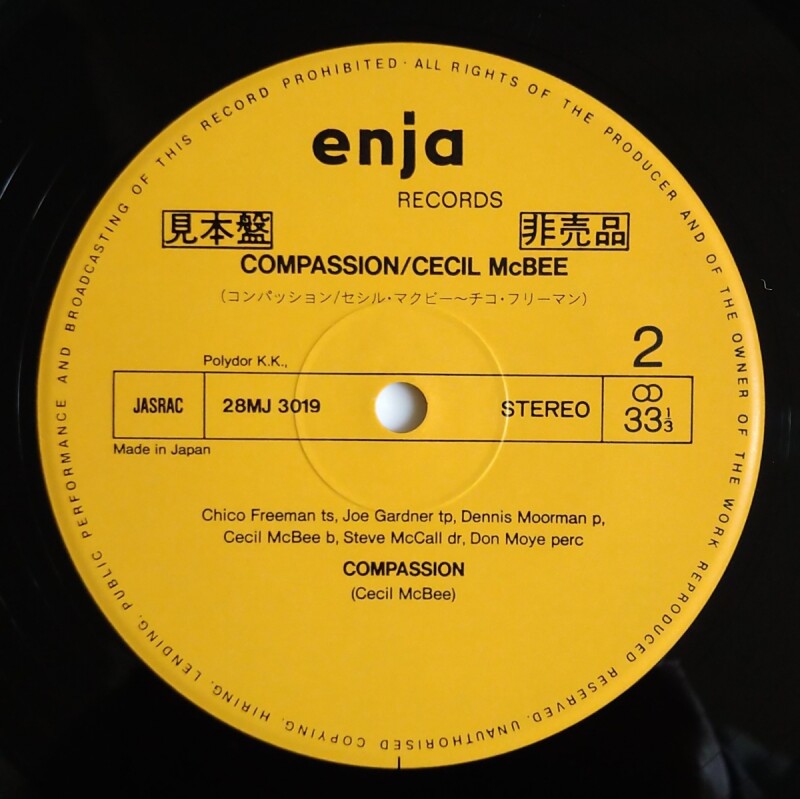 enja
RECORDS
見本盤 非売品
COMPASSION/CECIL McBEE
(コンパッション/セシル・マクビー〜チコ・フリーマン)
2
Polydor K.K.,
JASRAC 28MJ 3019 STEREO 33 1/3
Made in Japan
Chico Freeman ts, Joe Gardner tp, Dennis Moorman p,
Cecil McBee b, Steve McCall dr, Don Moye perc
COMPASSION
(Cecil McBee)
ALL RIGHTS OF THE PRODUCER AND OF THE OWNER OF THE WORK REPRODUCED RESERVED. UNAUTHORISED COPYING, HIRING, LENDING, PUBLIC PERFORMANCE AND BROADCASTING OF THIS RECORD PROHIBITED ·